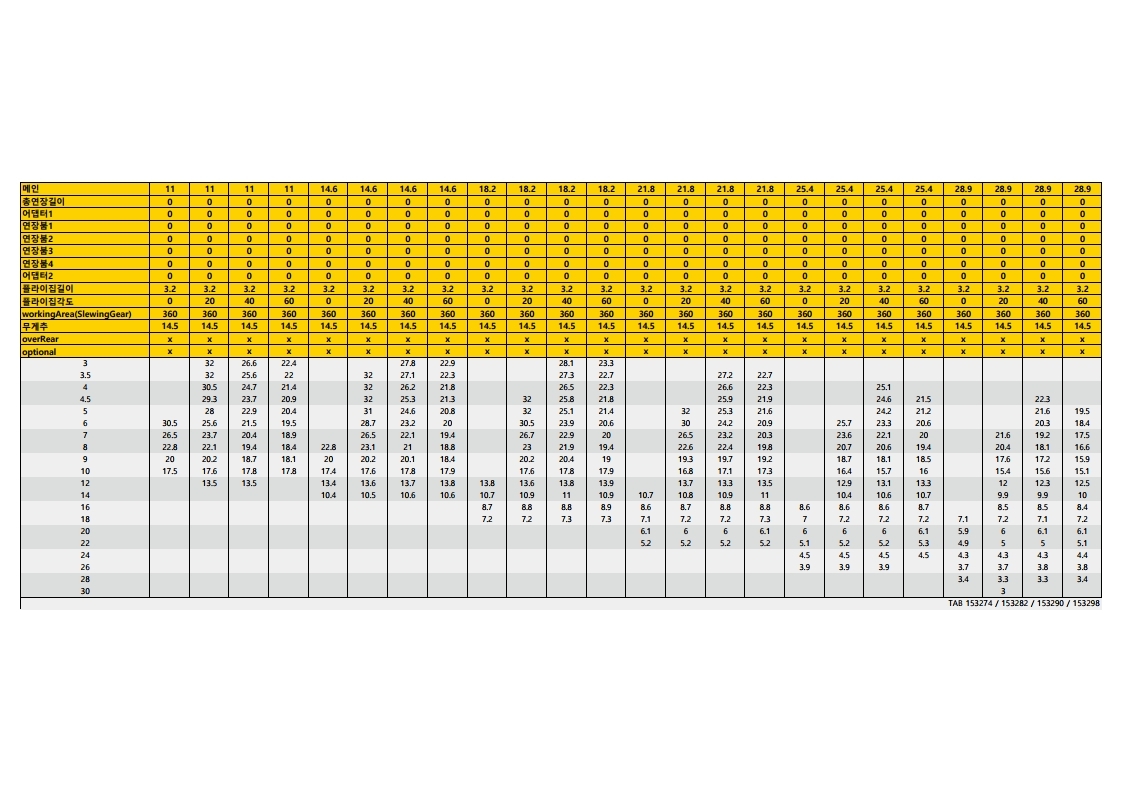 메인 11 11 11 11 14.6 14.6 14.6 14.6 18.2 18.2 18.2 18.2 21.8 21.8 21.8 21.8 25.4 25.4 25.4 25.4 28.9 28.9 28.9 28.9
총연장길이 0 0 0 0 0 0 0 0 0 0 0 0 0 0 0 0 0 0 0 0 0 0 0 0
어댑터1 0 0 0 0 0 0 0 0 0 0 0 0 0 0 0 0 0 0 0 0 0 0 0 0
연장붐1 0 0 0 0 0 0 0 0 0 0 0 0 0 0 0 0 0 0 0 0 0 0 0 0
연장붐2 0 0 0 0 0 0 0 0 0 0 0 0 0 0 0 0 0 0 0 0 0 0 0 0
연장붐3 0 0 0 0 0 0 0 0 0 0 0 0 0 0 0 0 0 0 0 0 0 0 0 0
연장붐4 0 0 0 0 0 0 0 0 0 0 0 0 0 0 0 0 0 0 0 0 0 0 0 0
어댑터2 0 0 0 0 0 0 0 0 0 0 0 0 0 0 0 0 0 0 0 0 0 0 0 0
플라이집길이 3.2 3.2 3.2 3.2 3.2 3.2 3.2 3.2 3.2 3.2 3.2 3.2 3.2 3.2 3.2 3.2 3.2 3.2 3.2 3.2 3.2 3.2 3.2 3.2
플라이집각도 0 20 40 60 0 20 40 60 0 20 40 60 0 20 40 60 0 20 40 60 0 20 40 60
workingArea(SlewingGear) 360 360 360 360 360 360 360 360 360 360 360 360 360 360 360 360 360 360 360 360 360 360 360 360
무게추 14.5 14.5 14.5 14.5 14.5 14.5 14.5 14.5 14.5 14.5 14.5 14.5 14.5 14.5 14.5 14.5 14.5 14.5 14.5 14.5 14.5 14.5 14.5 14.5
overRear x x x x x x x x x x x x x x x x x x x x x x x x
optional x x x x x x x x x x x x x x x x x x x x x x x x
3 32 26.6 22.4 27.8 22.9 28.1 23.3
3.5 32 25.6 22 32 27.1 22.3 27.3 22.7 27.2 22.7
4 30.5 24.7 21.4 32 26.2 21.8 26.5 22.3 26.6 22.3 25.1
4.5 29.3 23.7 20.9 32 25.3 21.3 32 25.8 21.8 25.9 21.9 24.6 21.5 22.3
5 28 22.9 20.4 31 24.6 20.8 32 25.1 21.4 32 25.3 21.6 24.2 21.2 21.6 19.5
6 30.5 25.6 21.5 19.5 28.7 23.2 20 30.5 23.9 20.6 30 24.2 20.9 25.7 23.3 20.6 20.3 18.4
7 26.5 23.7 20.4 18.9 26.5 22.1 19.4 26.7 22.9 20 26.5 23.2 20.3 23.6 22.1 20 21.6 19.2 17.5
8 22.8 22.1 19.4 18.4 22.8 23.1 21 18.8 23 21.9 19.4 22.6 22.4 19.8 20.7 20.6 19.4 20.4 18.1 16.6
9 20 20.2 18.7 18.1 20 20.2 20.1 18.4 20.2 20.4 19 19.3 19.7 19.2 18.7 18.1 18.5 17.6 17.2 15.9
10 17.5 17.6 17.8 17.8 17.4 17.6 17.8 17.9 17.6 17.8 17.9 16.8 17.1 17.3 16.4 15.7 16 15.4 15.6 15.1
12 13.5 13.5 13.4 13.6 13.7 13.8 13.8 13.6 13.8 13.9 13.7 13.3 13.5 12.9 13.1 13.3 12 12.3 12.5
14 10.4 10.5 10.6 10.6 10.7 10.9 11 10.9 10.7 10.8 10.9 11 10.4 10.6 10.7 9.9 9.9 10
16 8.7 8.8 8.8 8.9 8.6 8.7 8.8 8.8 8.6 8.6 8.6 8.7 8.5 8.5 8.4
18 7.2 7.2 7.3 7.3 7.1 7.2 7.2 7.3 7 7.2 7.2 7.2 7.1 7.2 7.1 7.2
20 6.1 6 6 6.1 6 6 6 6.1 5.9 6 6.1 6.1
22 5.2 5.2 5.2 5.2 5.1 5.2 5.2 5.3 4.9 5 5 5.1
24 4.5 4.5 4.5 4.5 4.3 4.3 4.3 4.4
26 3.9 3.9 3.9 3.7 3.7 3.8 3.8
28 3.4 3.3 3.3 3.4
30 3
TAB 153274 / 153282 / 153290 / 153298